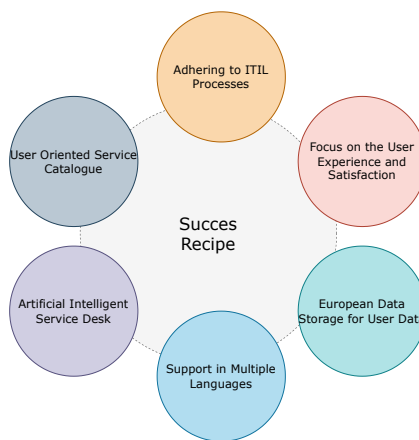 Adhering to ITIL
Processes
User Oriented Service
Catalogue
Focus on the User
Experience and
Satisfaction
Succes
Recipe
Artificial Intelligent
Service Desk
European Data
Storage for User Data
Support in Multiple
Languages